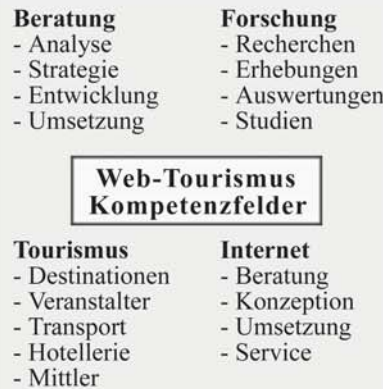 Beratung
- Analyse
- Strategie
- Entwicklung
- Umsetzung
Forschung
- Recherchen
- Erhebungen
- Auswertungen
- Studien
Web-Tourismus
Kompetenzfelder
Tourismus
- Destinationen
- Veranstalter
- Transport
- Hotellerie
- Mittler
Internet
- Beratung
- Konzeption
- Umsetzung
- Service